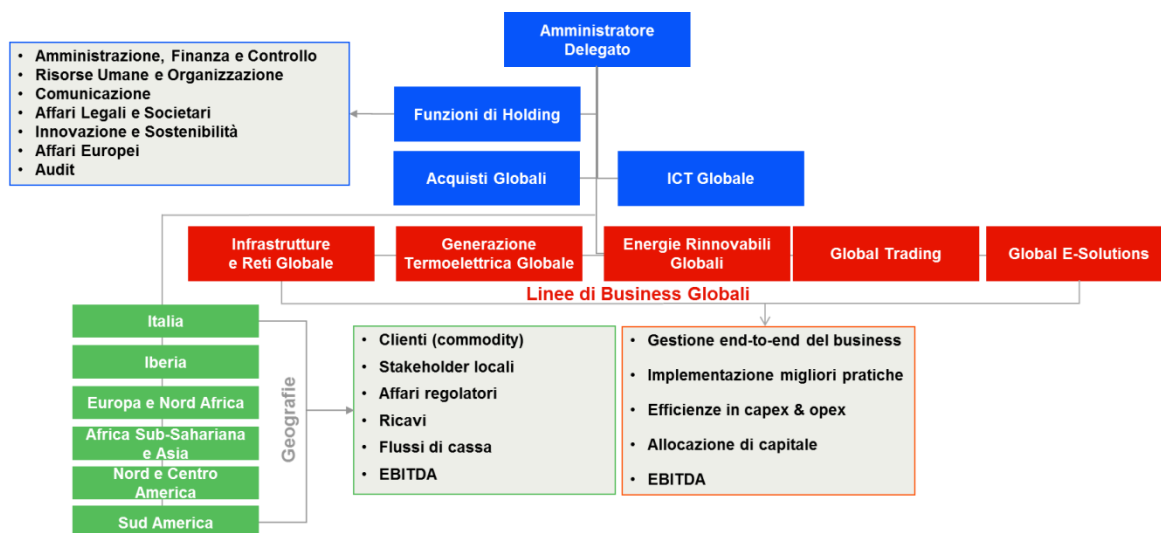 Amministratore
Delegato
• Amministrazione, Finanza e Controllo
• Risorse Umane e Organizzazione
• Comunicazione
• Affari Legali e Societari
• Innovazione e Sostenibilità
• Affari Europei
• Audit
Funzioni di Holding
Acquisti Globali
ICT Globale
Infrastrutture
e Reti Globale
Generazione
Termoelettrica Globale
Energie Rinnovabili
Globali
Global Trading
Global E-Solutions
Linee di Business Globali
Italia
Iberia
Europa e Nord Africa
Africa Sub-Sahariana
e Asia
Nord e Centro
America
Sud America
Geografie
• Clienti (commodity)
• Stakeholder locali
• Affari regolatori
• Ricavi
• Flussi di cassa
• EBITDA
• Gestione end-to-end del business
• Implementazione migliori pratiche
• Efficienze in capex & opex
• Allocazione di capitale
• EBITDA